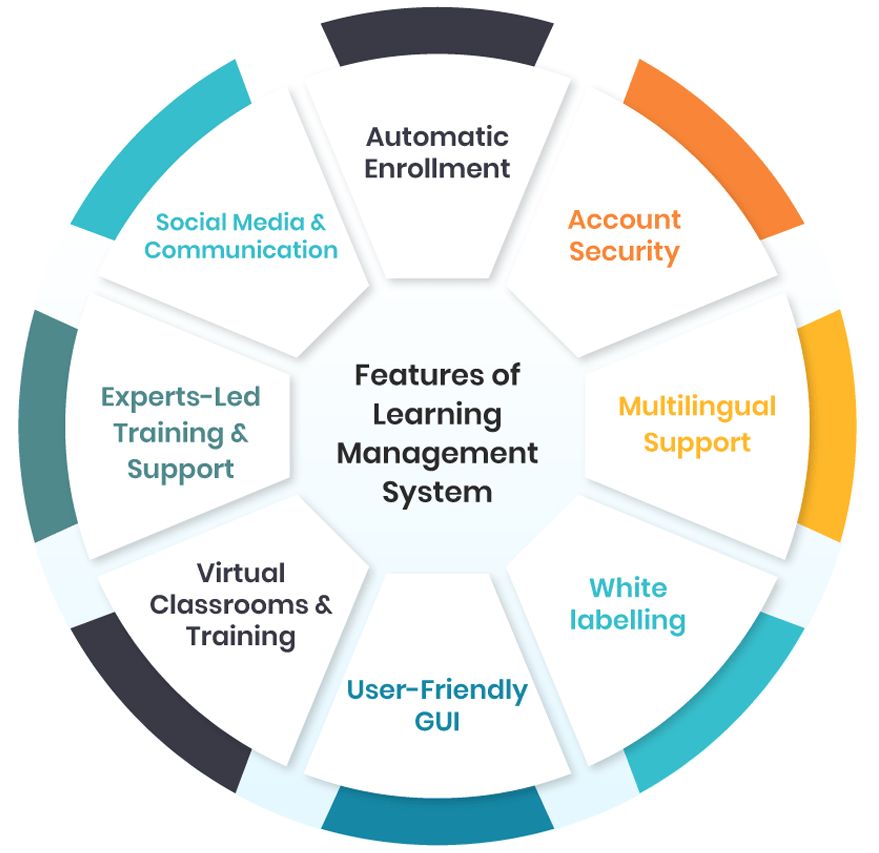 Automatic
Enrollment
Account
Security
Multilingual
Support
White
labelling
User-Friendly
GUI
Virtual
Classrooms &
Training
Experts-Led
Training &
Support
Social Media &
Communication
Features of
Learning
Management
System